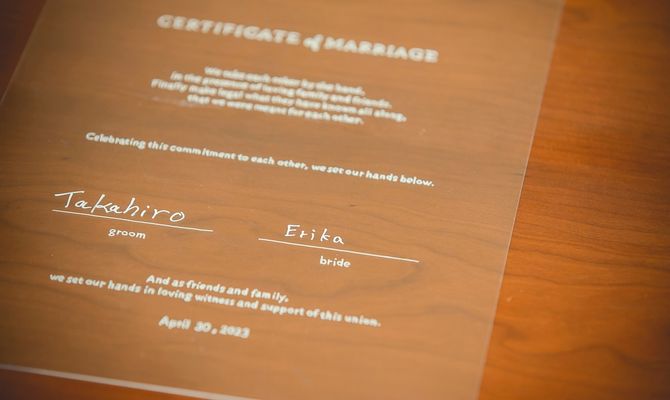 CERTIFICATE of MARRIAGE
We take each other by the hand,
in the presence of loving family and friends.
Finally make legal what they have known all along,
that we were meant for each other.
Celebrating this commitment to each other, we set our hands below.
Takahiro
groom
Erika
bride
And as friends and family,
we set our hands in loving witness and support of this union.
April 30, 2023